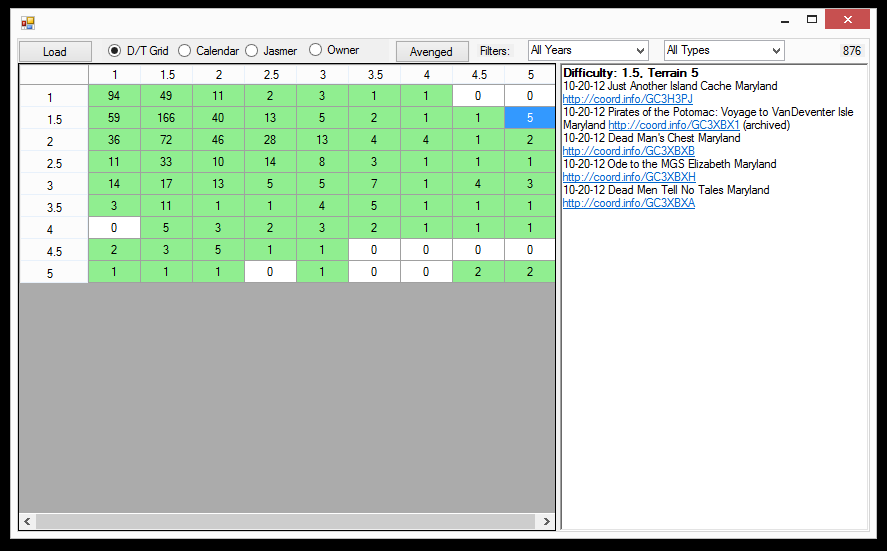 Load D/T Grid Calendar Jasmer Owner Avenged Filters: All Years All Types 876
1 1.5 2 2.5 3 3.5 4 4.5 5
1 94 49 11 2 3 1 1 0 0
1.5 59 166 40 13 5 2 1 1 5
2 36 72 46 28 13 4 4 1 2
2.5 11 33 10 14 8 3 1 1 1
3 14 17 13 5 5 7 1 4 3
3.5 3 11 1 1 4 5 1 1 1
4 0 5 3 2 3 2 1 1 1
4.5 2 3 5 1 1 0 0 0 0
5 1 1 1 0 1 0 0 2 2
Difficulty: 1.5, Terrain 5
10-20-12 Just Another Island Cache Maryland
http://coord.info/GC3H3PJ
10-20-12 Pirates of the Potomac: Voyage to VanDeventer Isle
Maryland http://coord.info/GC3XBX1 (archived)
10-20-12 Dead Man's Chest Maryland
http://coord.info/GC3XBXB
10-20-12 Ode to the MGS Elizabeth Maryland
http://coord.info/GC3XBXH
10-20-12 Dead Men Tell No Tales Maryland
http://coord.info/GC3XBXA